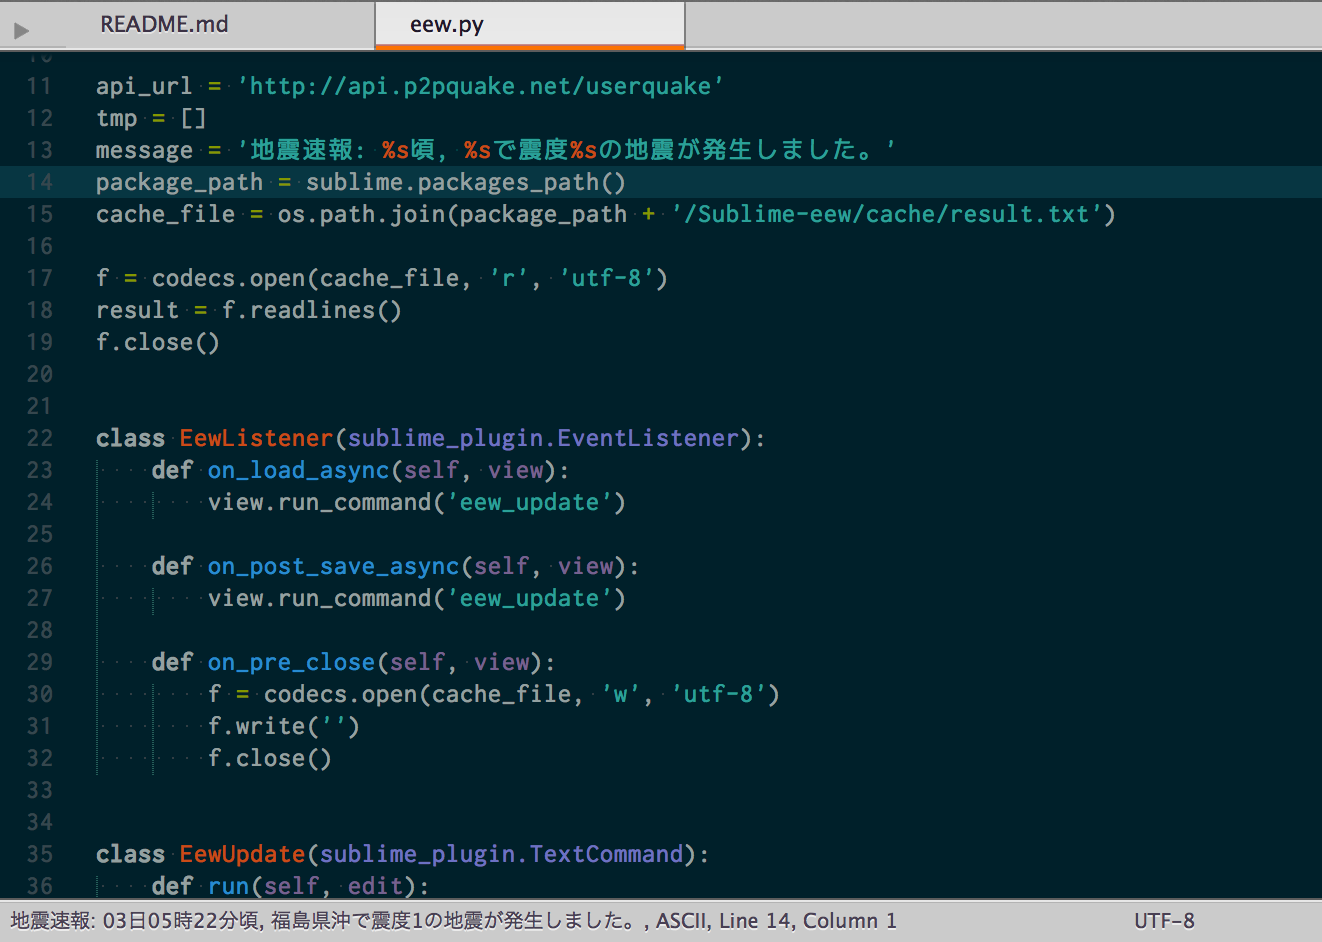 README.md eew.py
10
11 api_url = 'http://api.p2pquake.net/userquake'
12 tmp = []
13 message = '地震速報: %s頃, %sで震度%sの地震が発生しました。'
14 package_path = sublime.packages_path()
15 cache_file = os.path.join(package_path + '/Sublime-eew/cache/result.txt')
16
17 f = codecs.open(cache_file, 'r', 'utf-8')
18 result = f.readlines()
19 f.close()
20
21
22 class EewListener(sublime_plugin.EventListener):
23     def on_load_async(self, view):
24         view.run_command('eew_update')
25
26     def on_post_save_async(self, view):
27         view.run_command('eew_update')
28
29     def on_pre_close(self, view):
30         f = codecs.open(cache_file, 'w', 'utf-8')
31         f.write('')
32         f.close()
33
34
35 class EewUpdate(sublime_plugin.TextCommand):
36     def run(self, edit):
地震速報: 03日05時22分頃, 福島県沖で震度1の地震が発生しました。, ASCII, Line 14, Column 1 UTF-8